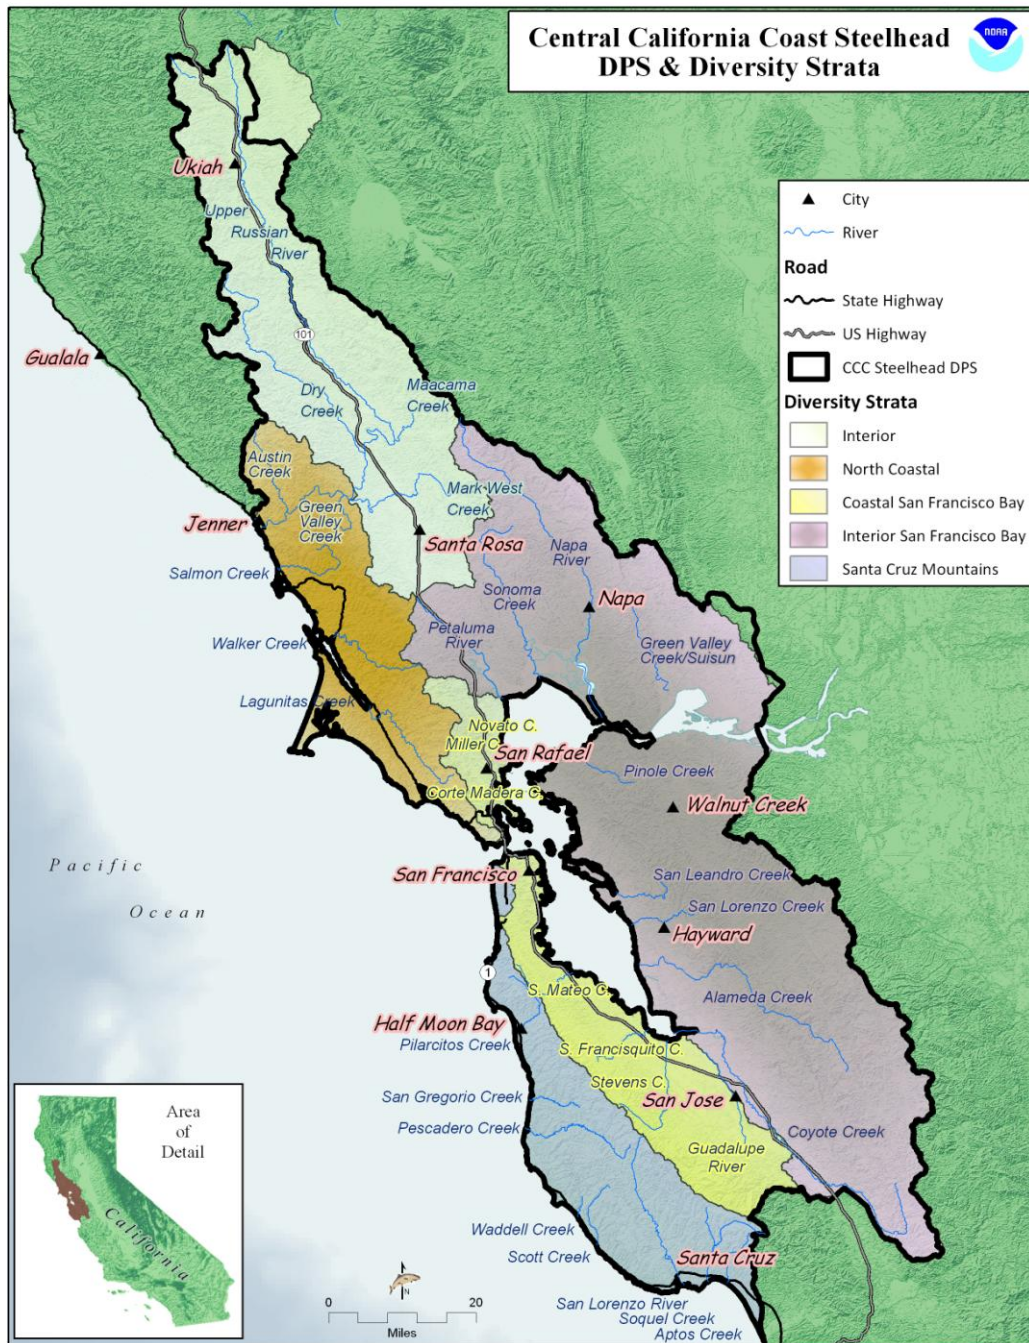 Central California Coast Steelhead
DPS & Diversity Strata
NOAA
City
River
Road
State Highway
US Highway
CCC Steelhead DPS
Diversity Strata
Interior
North Coastal
Coastal San Francisco Bay
Interior San Francisco Bay
Santa Cruz Mountains
Ukiah
Upper
Russian
River
101
Gualala
Dry
Creek
Maacama
Creek
Austin
Creek
Green
Valley
Creek
Mark West
Creek
Jenner
Santa Rosa
Salmon Creek
Napa
River
Sonoma
Creek
Napa
Walker Creek
Petaluma
River
Green Valley
Creek/Suisun
Lagunitas Creek
Novato C.
Miller C.
San Rafael
Pinole Creek
Corte Madera C.
Walnut Creek
Pacific
Ocean
San Francisco
San Leandro Creek
San Lorenzo Creek
Hayward
1
S. Mateo C.
Alameda Creek
Half Moon Bay
Pilarcitos Creek
S. Francisquito C.
Stevens C.
San Gregorio Creek
San Jose
Pescadero Creek
Coyote Creek
Guadalupe
River
Waddell Creek
Scott Creek
Santa Cruz
San Lorenzo River
Soquel Creek
Aptos Creek
Area
of
Detail
California
N
0 20
Miles